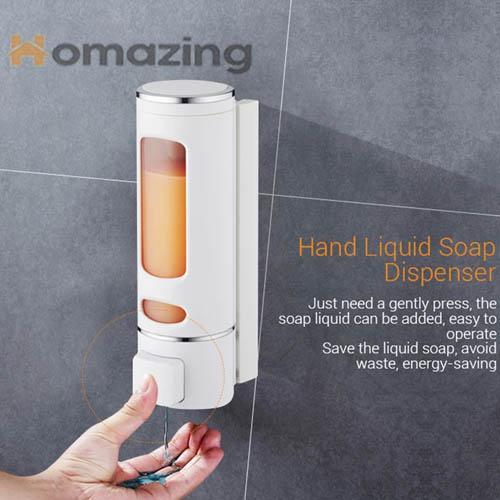 Homazing
Hand Liquid Soap
Dispenser
Just need a gently press, the
soap liquid can be added, easy to
operate
Save the liquid soap, avoid
waste, energy-saving